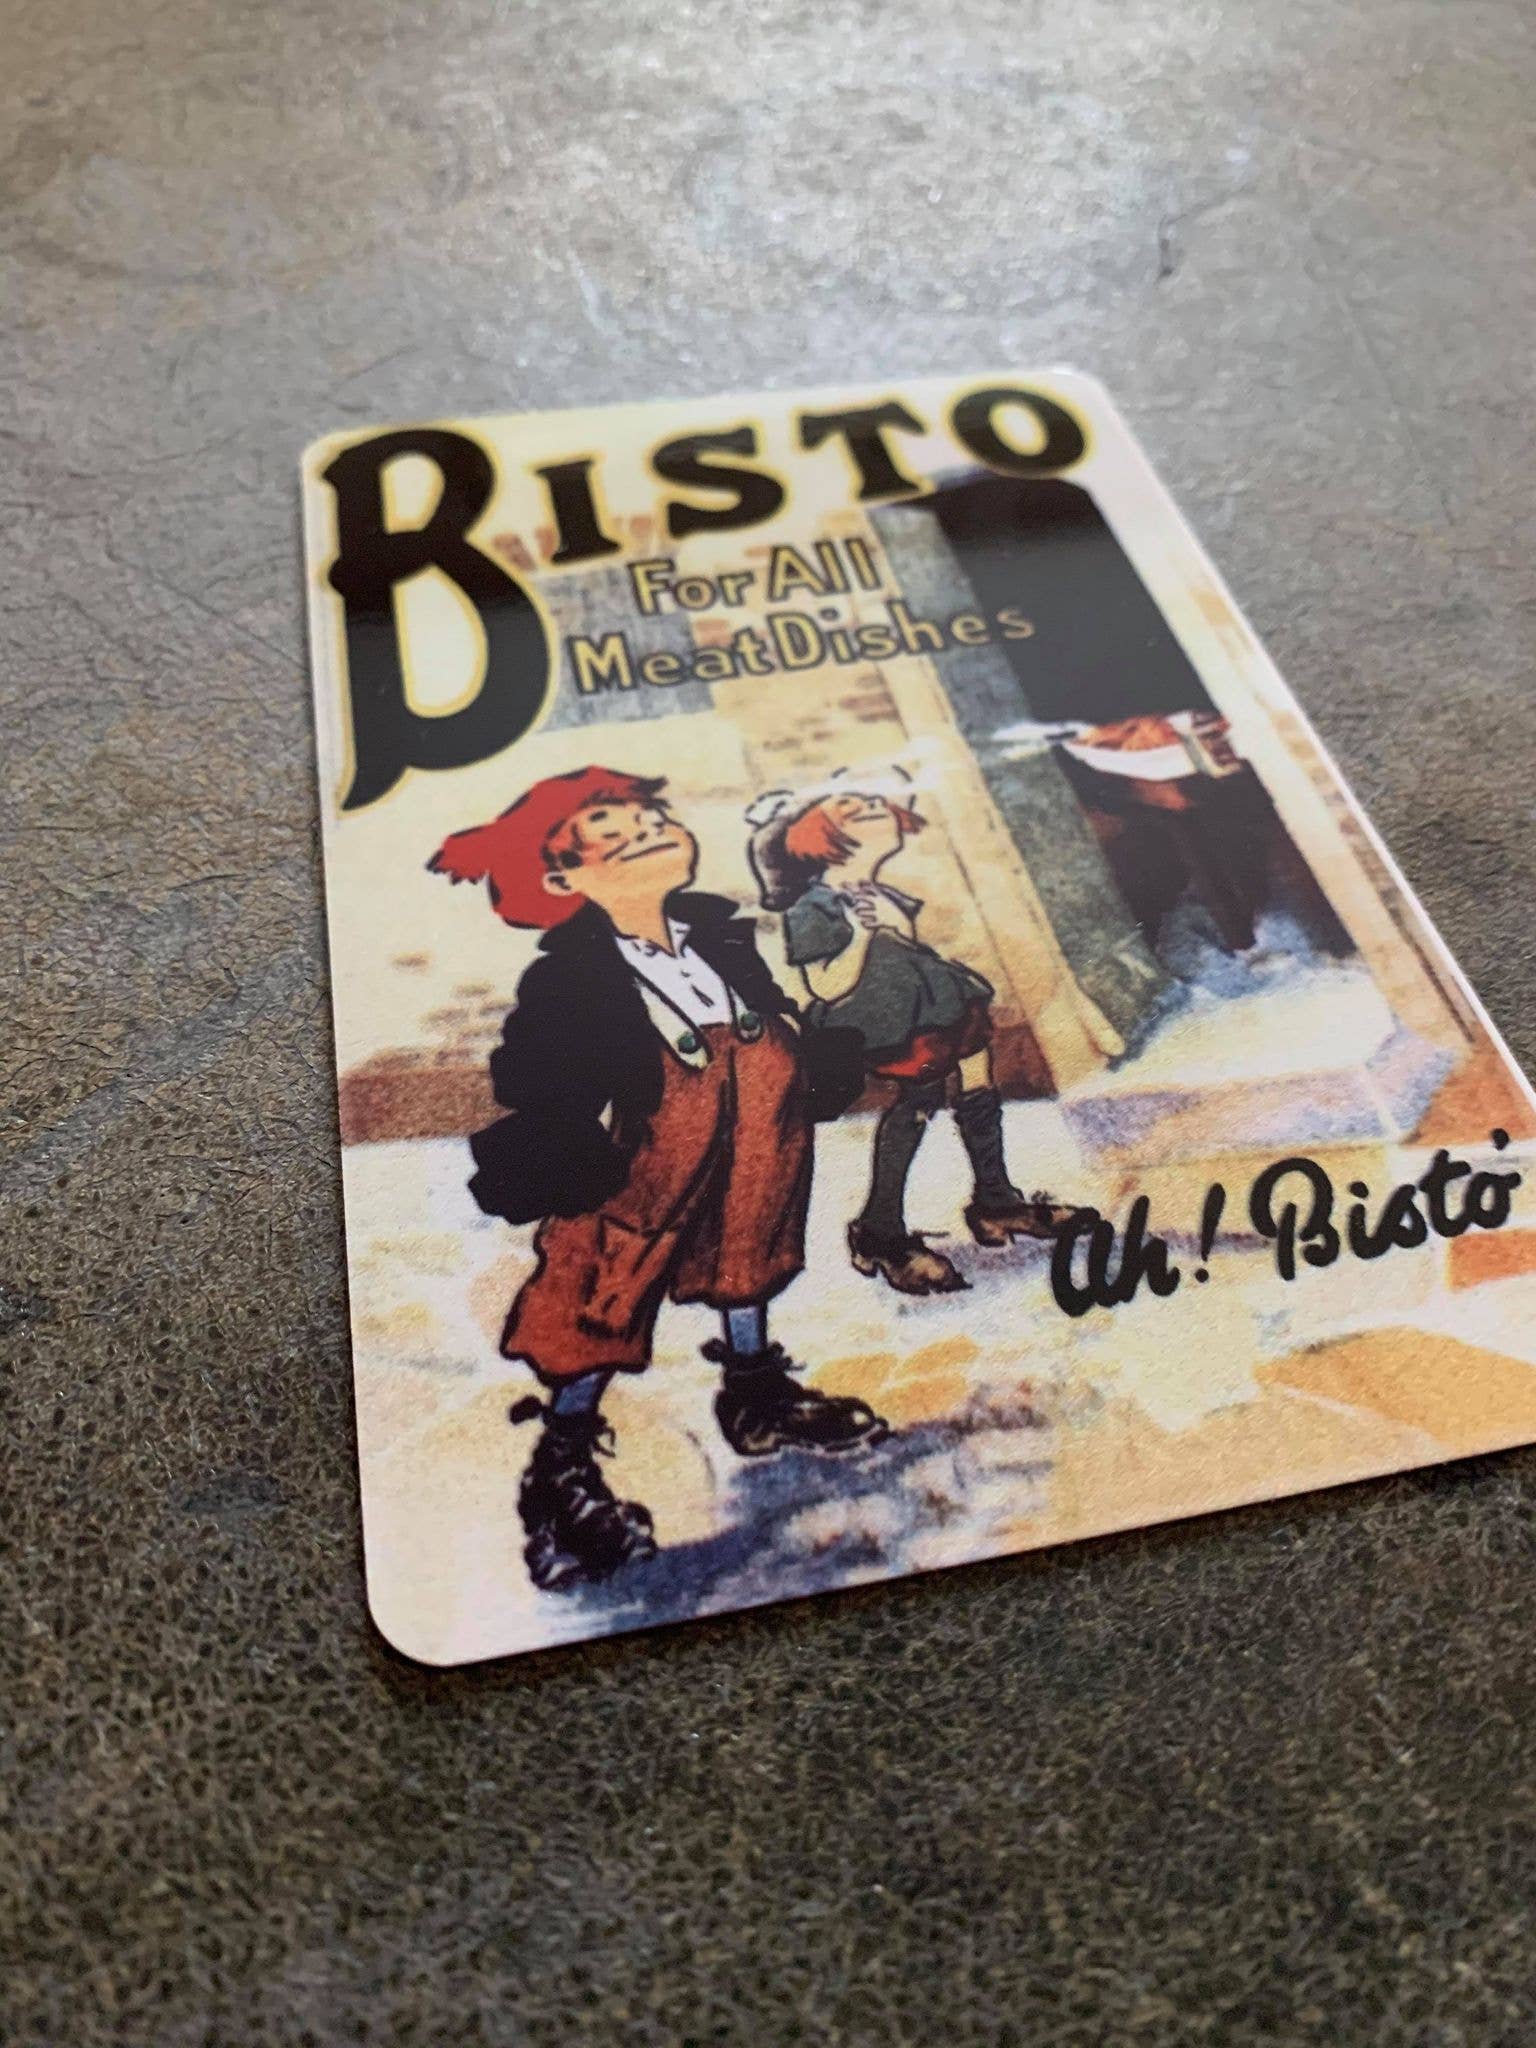 BISTO
For All
Meat Dishes
Ah! Bisto